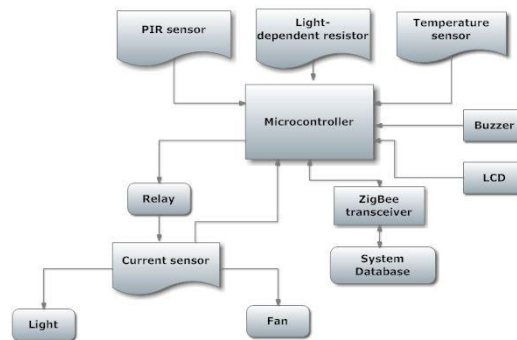 PIR sensor
Light-
dependent resistor
Temperature
sensor
Microcontroller
Buzzer
LCD
Relay
ZigBee
transceiver
Current sensor
System
Database
Light
Fan